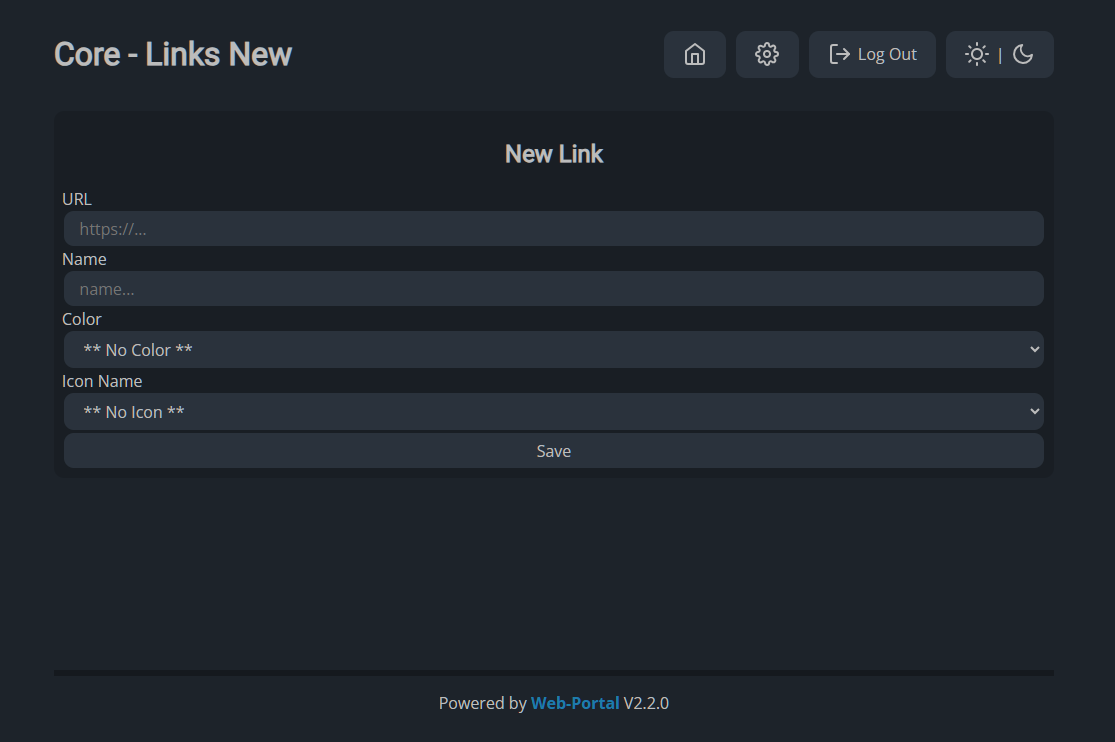 Core - Links New
Log Out
|
New Link
URL
https://...
Name
name...
Color
** No Color **
Icon Name
** No Icon **
Save
Powered by Web-Portal V2.2.0